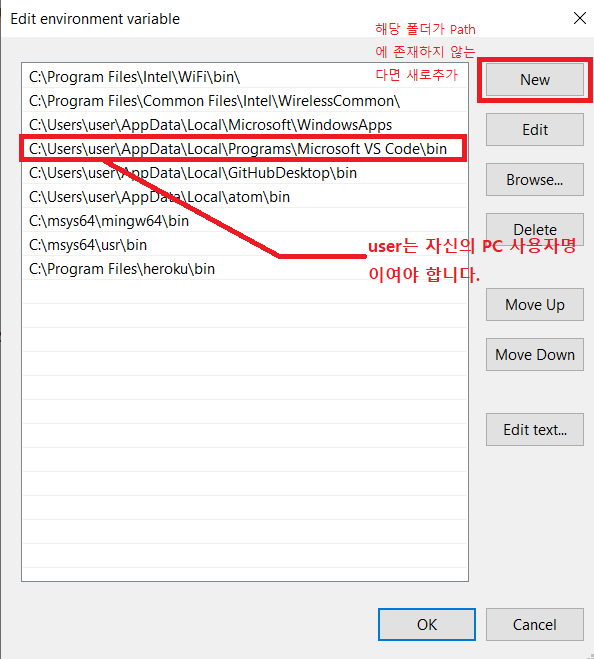 Edit environment variable
해당 폴더가 Path
에 존재하지 않는
다면 새로추가
C:\Program Files\Intel\WiFi\bin\
New
C:\Program Files\Common Files\Intel\WirelessCommon\
C:\Users\user\AppData\Local\Microsoft\WindowsApps
Edit
C:\Users\user\AppData\Local\Programs\Microsoft VS Code\bin
C:\Users\user\AppData\Local\GitHubDesktop\bin
Browse...
C:\Users\user\AppData\Local\atom\bin
C:\msys64\mingw64\bin
Delete
C:\msys64\usr\bin
user는 자신의 PC 사용자명
이여야 합니다.
C:\Program Files\heroku\bin
Move Up
Move Down
Edit text...
OK
Cancel